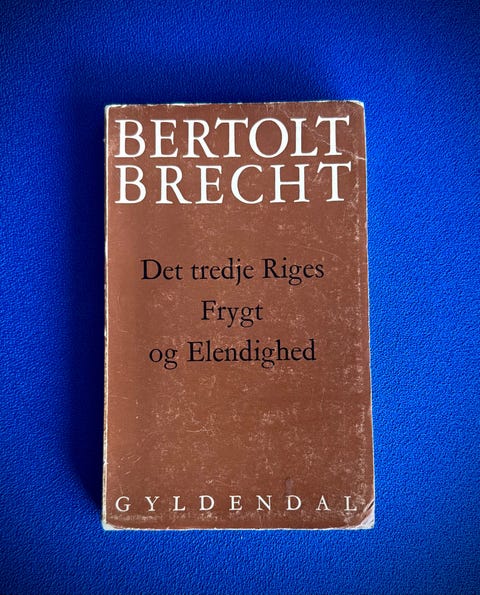 BERTOLT
BRECHT
Det tredje Riges
Frygt
og Elendighed
GYLDENDAL